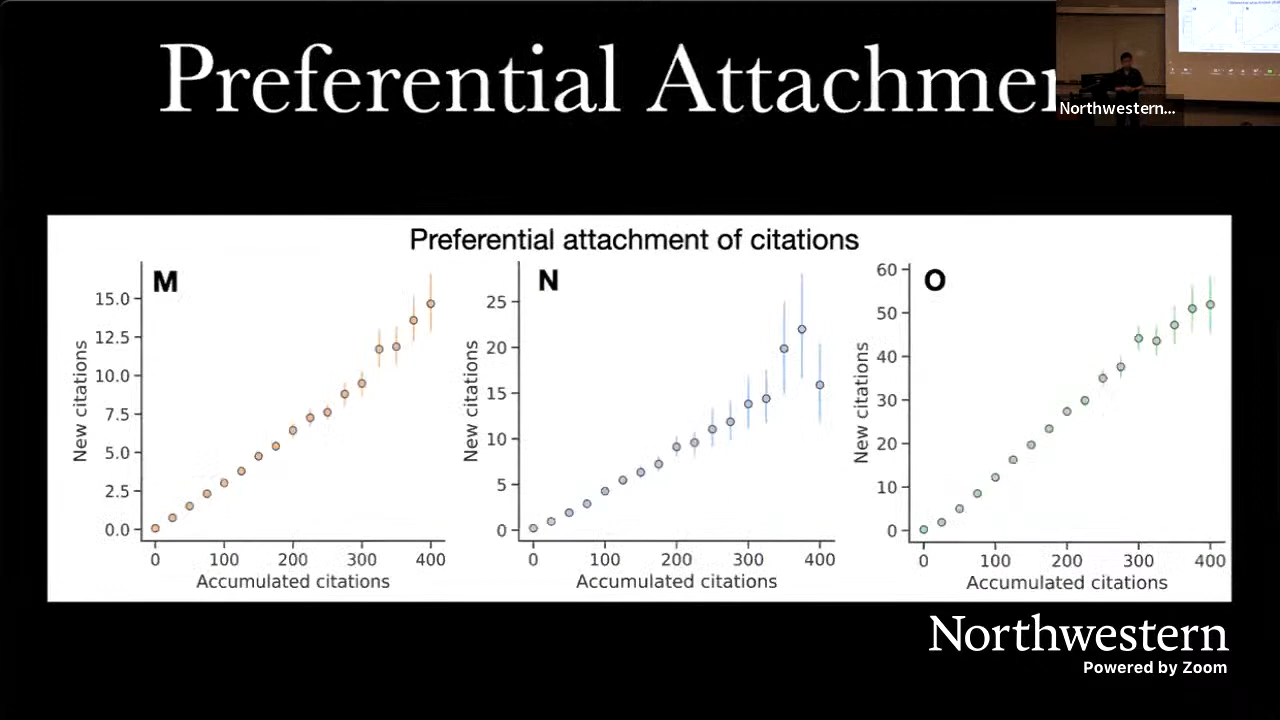 Preferential Attachmen
Northwestern...
Preferential attachment of citations
M
15.0
12.5
10.0
7.5
5.0
2.5
0.0
New citations
0 100 200 300 400
Accumulated citations
N
25
20
15
10
5
0
New citations
0 100 200 300 400
Accumulated citations
O
60
50
40
30
20
10
0
New citations
0 100 200 300 400
Accumulated citations
Northwestern
Powered by Zoom